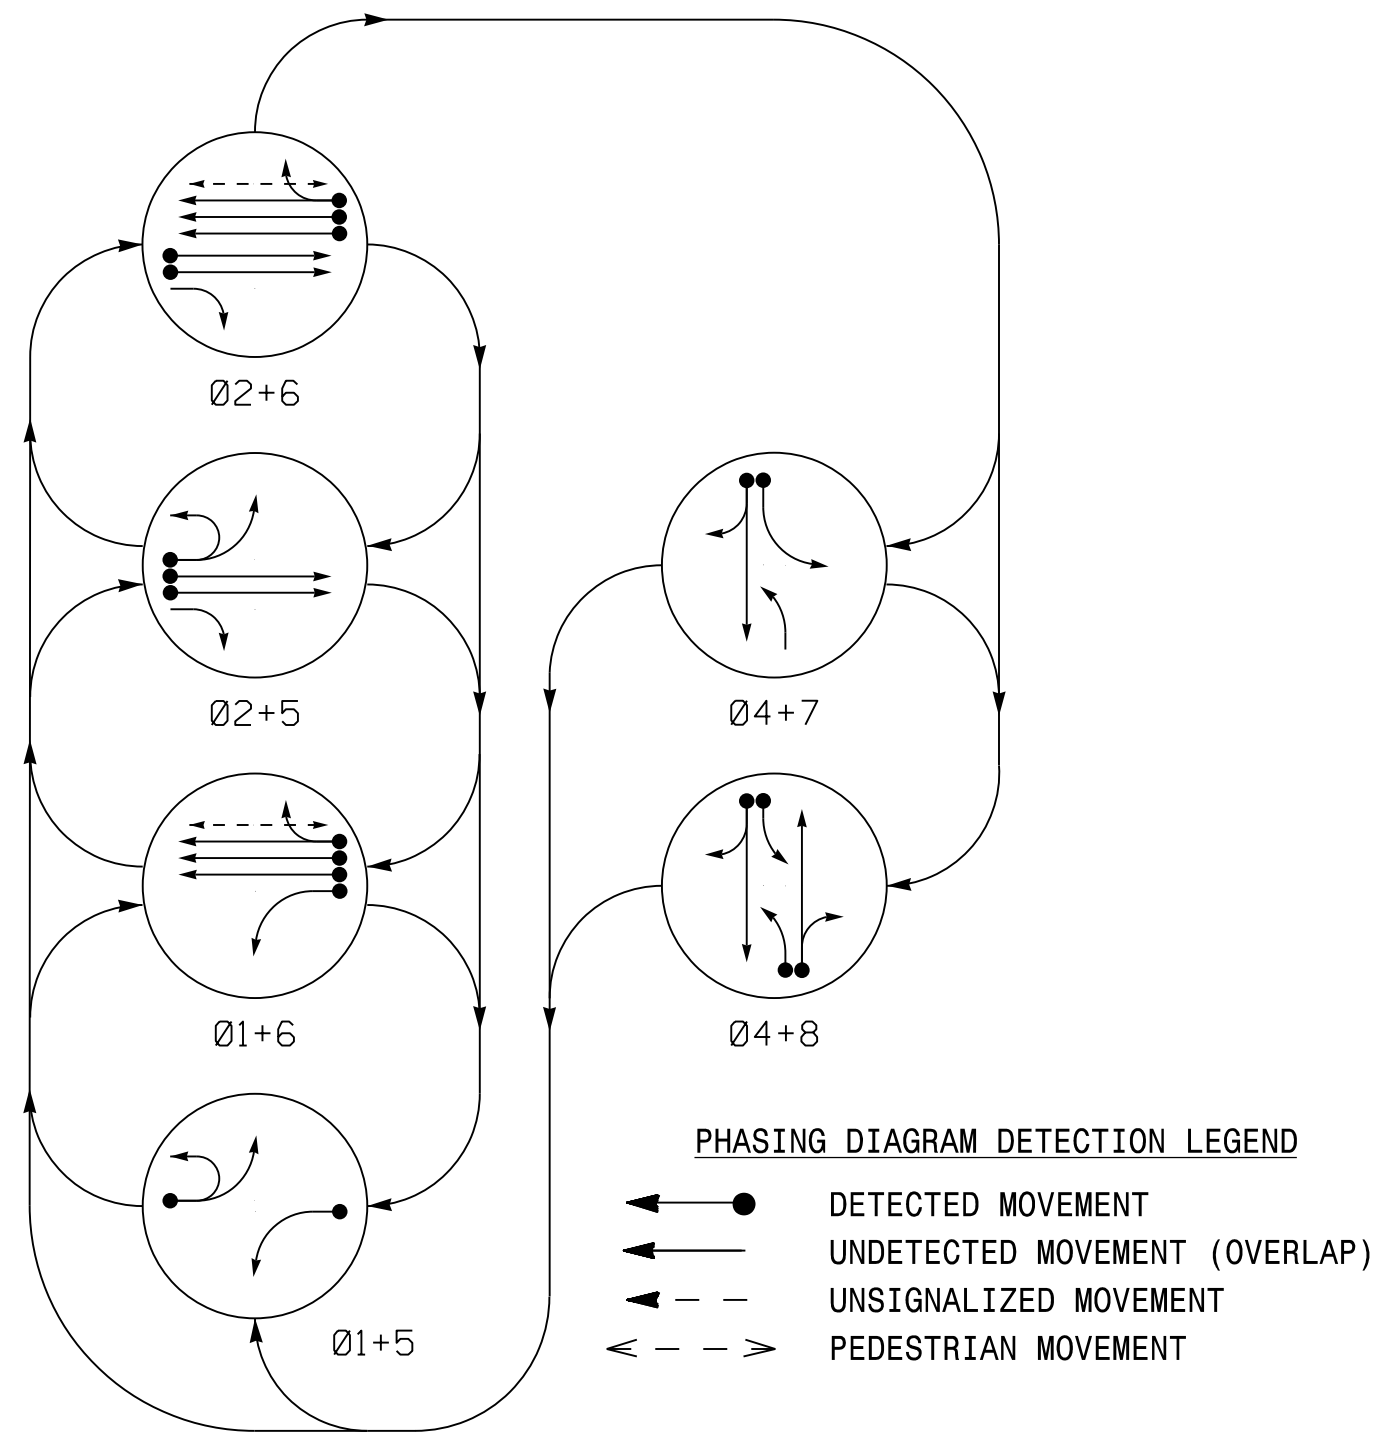 Ø2+6
Ø2+5
Ø4+7
Ø1+6
Ø4+8
PHASING DIAGRAM DETECTION LEGEND
DETECTED MOVEMENT
UNDETECTED MOVEMENT (OVERLAP)
UNSIGNALIZED MOVEMENT
Ø1+5
PEDESTRIAN MOVEMENT